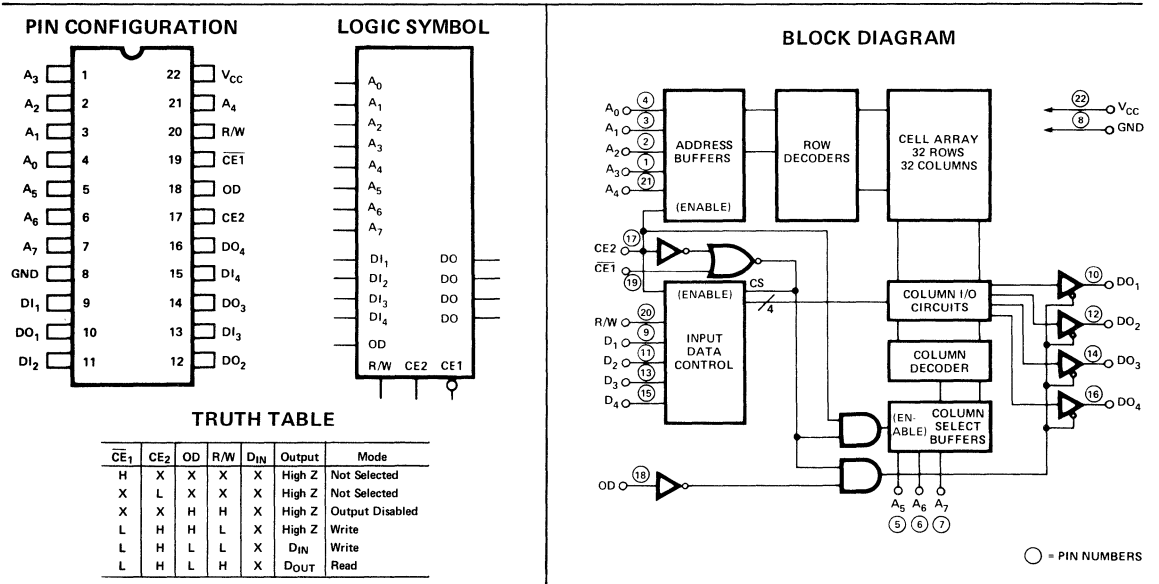 PIN CONFIGURATION
A3 1 22 VCC
A2 2 21 A4
A1 3 20 R/W
A0 4 19 C̅E̅1̅
A5 5 18 OD
A6 6 17 CE2
A7 7 16 DO4
GND 8 15 DI4
DI1 9 14 DO3
DO1 10 13 DI3
DI2 11 12 DO2
LOGIC SYMBOL
A0
A1
A2
A3
A4
A5
A6
A7
DI1 DO
DI2 DO
DI3 DO
DI4 DO
OD
R/W CE2 CE1
TRUTH TABLE
C̅E̅1 CE2 OD R/W DIN Output Mode
H X X X X High Z Not Selected
X L X X X High Z Not Selected
X X H H X High Z Output Disabled
L H H L X High Z Write
L H L L X DIN Write
L H L H X DOUT Read
BLOCK DIAGRAM
A0 4
A1 3
A2 2
A3 1
A4 21
ADDRESS
BUFFERS
(ENABLE)
ROW
DECODERS
CELL ARRAY
32 ROWS
32 COLUMNS
22 VCC
8 GND
CE2 17
C̅E̅1̅ 19
CS
4
(ENABLE)
INPUT
DATA
CONTROL
R/W 20
D1 9
D2 11
D3 13
D4 15
COLUMN I/O
CIRCUITS
COLUMN
DECODER
(EN-
ABLE)
COLUMN
SELECT
BUFFERS
10 DO1
12 DO2
14 DO3
16 DO4
OD 18
A5 A6 A7
5 6 7
= PIN NUMBERS